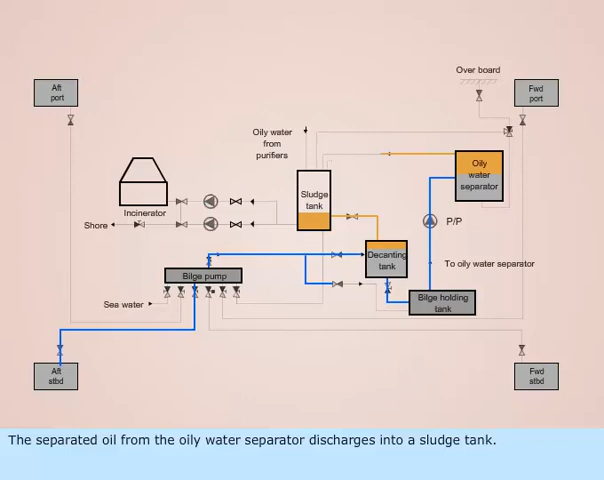 Over board
Aft
port
Fwd
port
Oily water
from
purifiers
Oily
water
separator
Sludge
tank
Incinerator
Shore
P/P
Decanting
tank
To oily water separator
Bilge pump
Sea water
Bilge holding
tank
Aft
stbd
Fwd
stbd
The separated oil from the oily water separator discharges into a sludge tank.